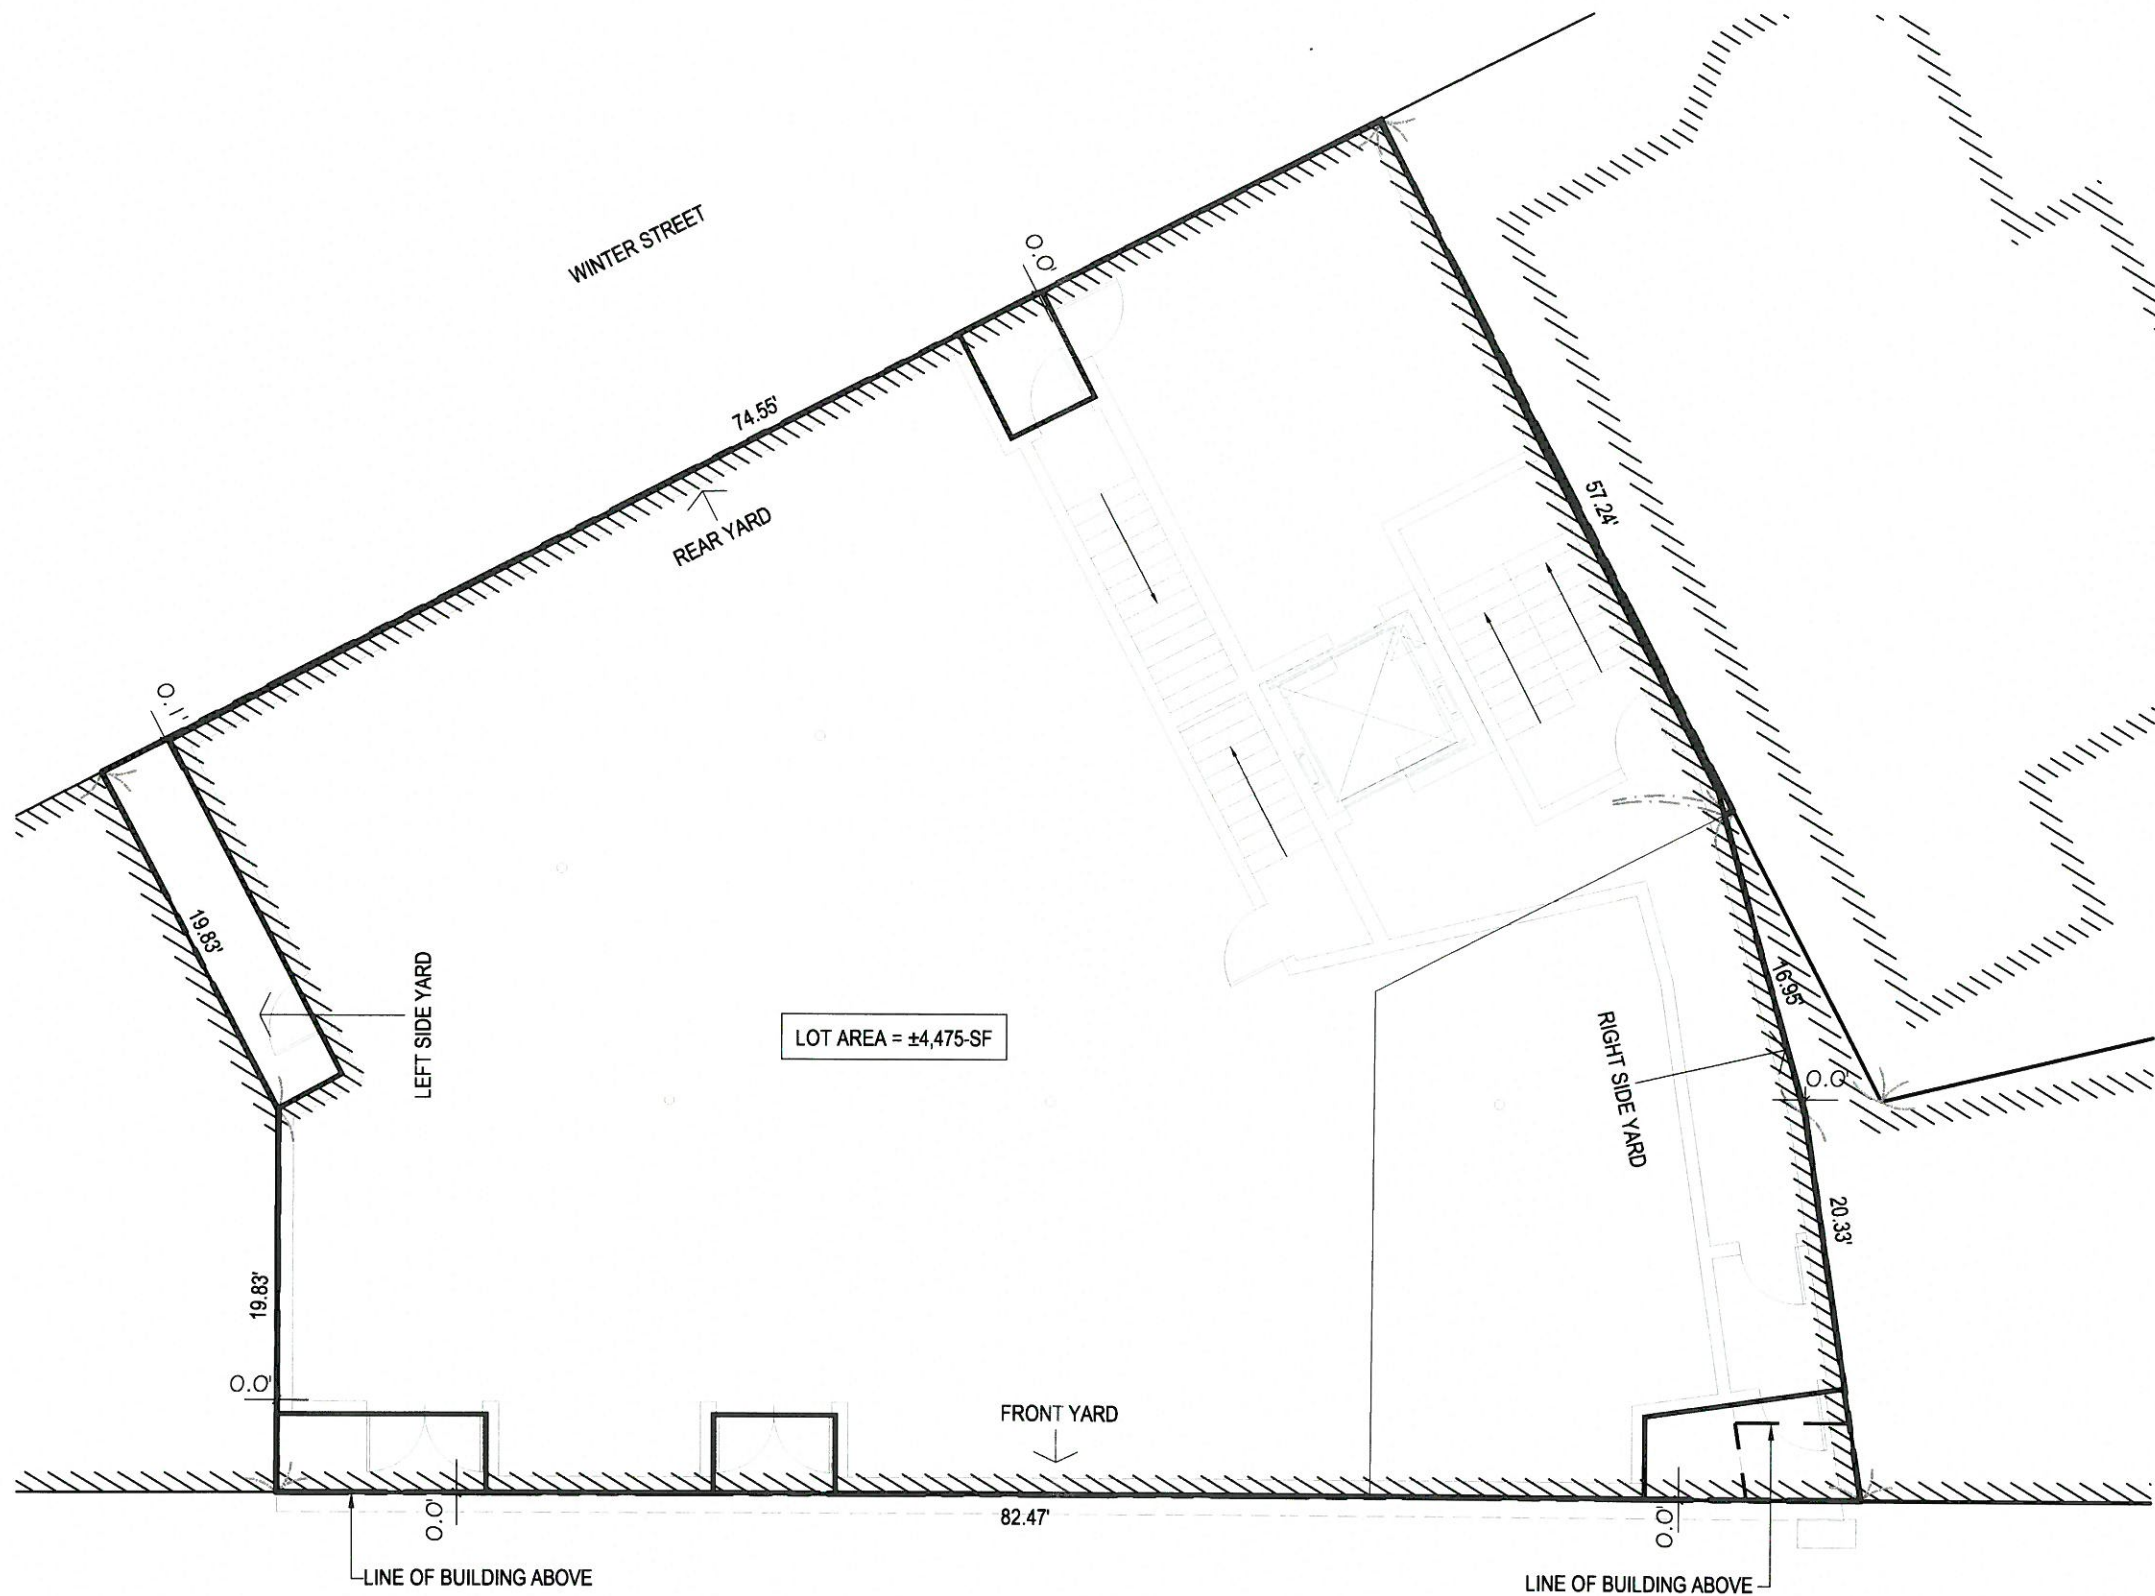 WINTER STREET
0.0'
74.55'
REAR YARD
57.24'
0.1'
19.83'
LEFT SIDE YARD
LOT AREA = ±4,475-SF
16.95'
RIGHT SIDE YARD
0.0'
20.33'
19.83'
0.0'
FRONT YARD
0.0'
82.47'
0.0'
LINE OF BUILDING ABOVE
LINE OF BUILDING ABOVE